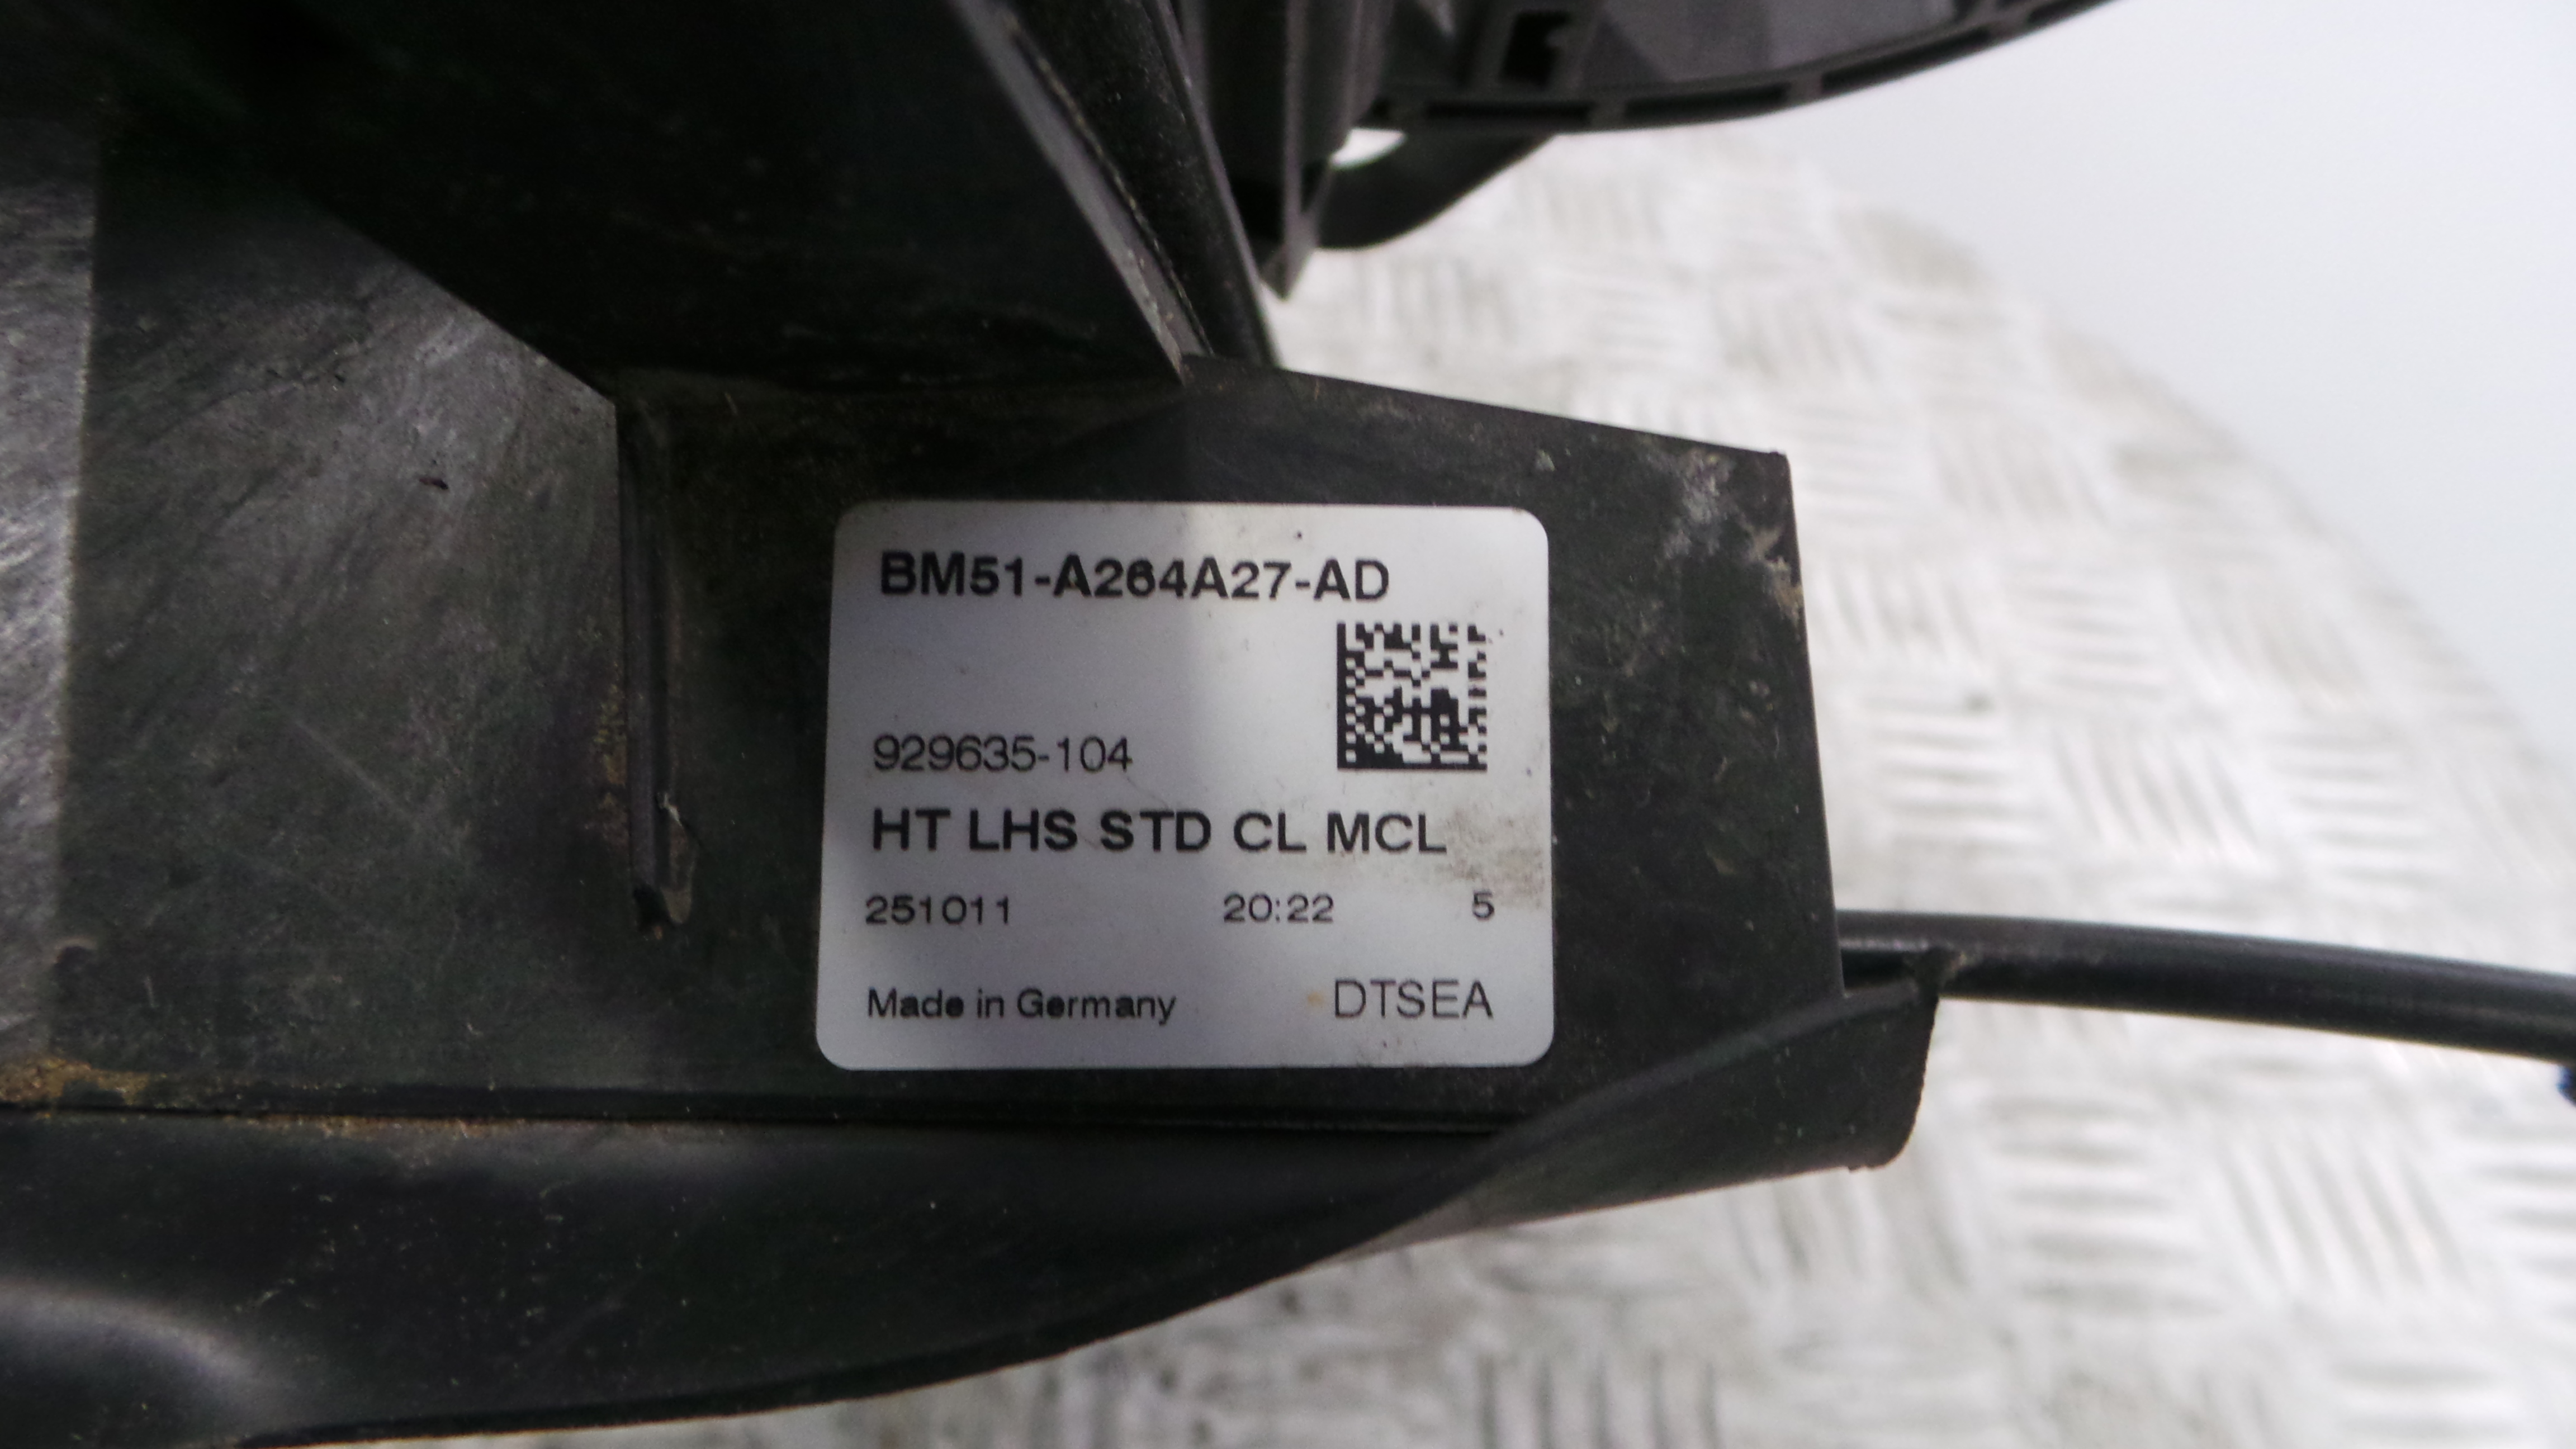 BM51-A264A27-AD
929635-104
HT LHS STD CL MCL
251011 20:22 5
Made in Germany DTSEA